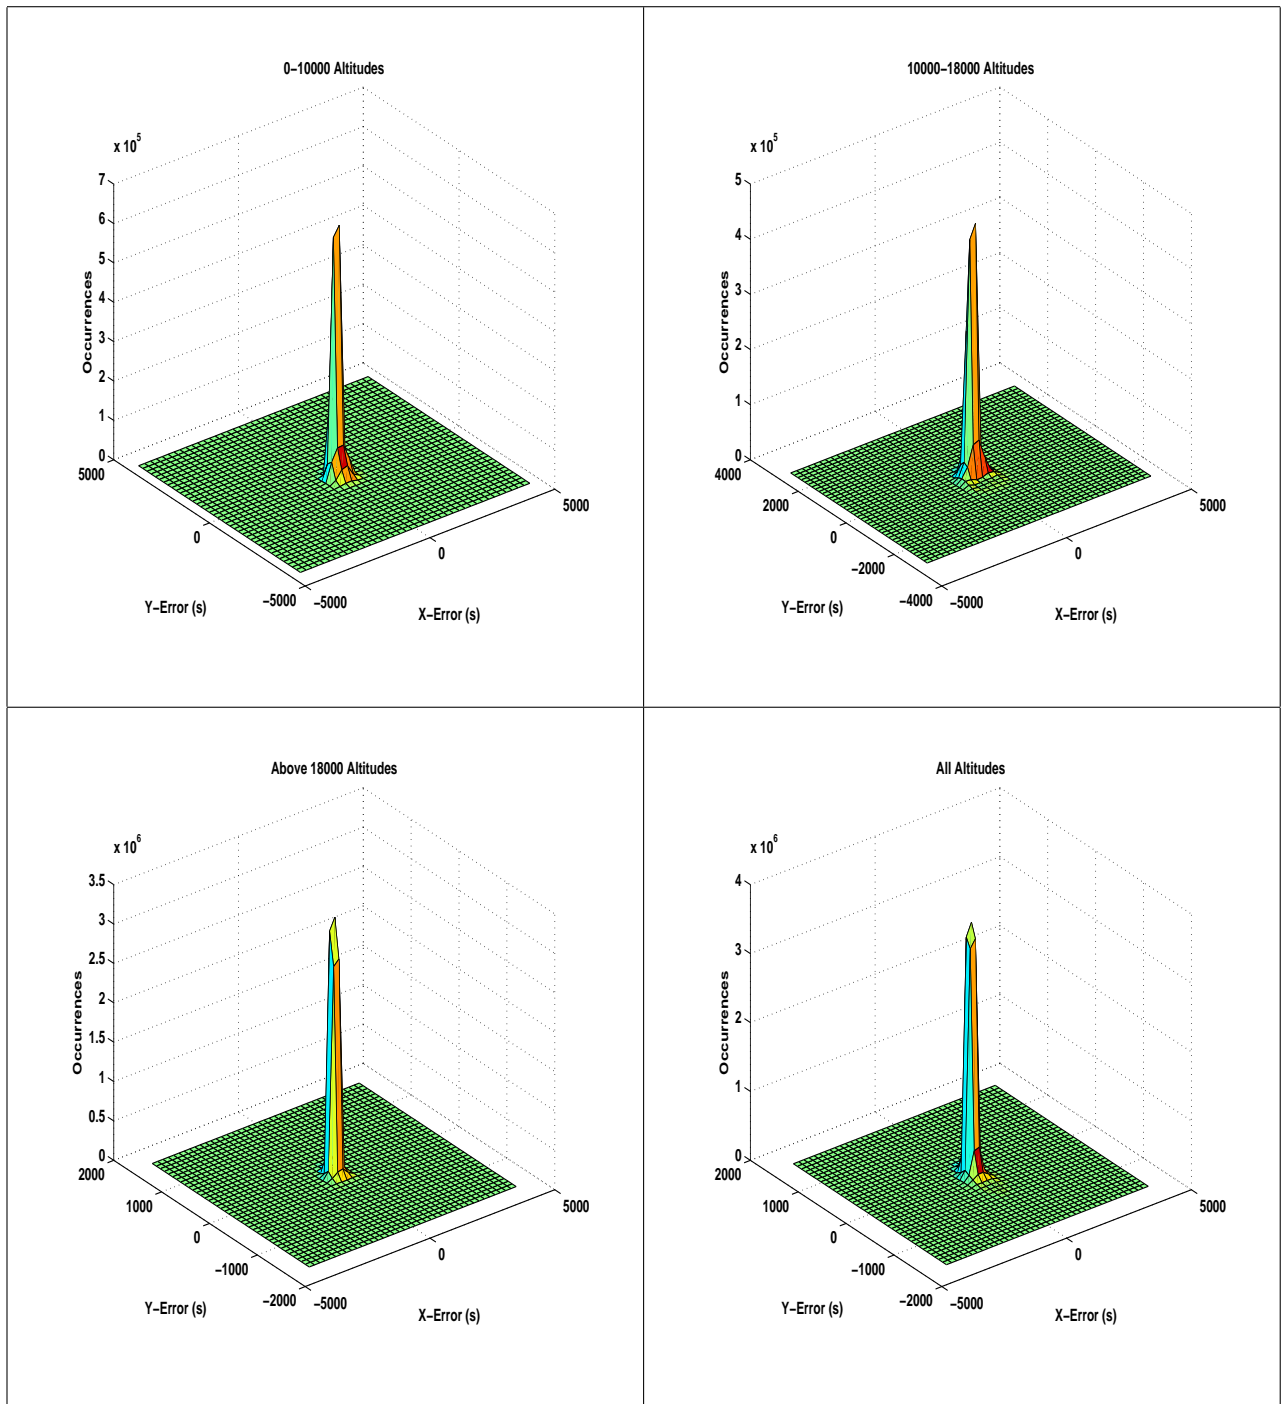 0−10000 Altitudes
x 10^5
7
6
5
4
3
2
1
0
Occurrences
5000
0
−5000
Y−Error (s)
−5000
0
5000
X−Error (s)
10000−18000 Altitudes
x 10^5
5
4
3
2
1
0
Occurrences
4000
2000
0
−2000
−4000
Y−Error (s)
−5000
0
5000
X−Error (s)
Above 18000 Altitudes
x 10^6
3.5
3
2.5
2
1.5
1
0.5
0
Occurrences
2000
1000
0
−1000
−2000
Y−Error (s)
−5000
0
5000
X−Error (s)
All Altitudes
x 10^6
4
3
2
1
0
Occurrences
2000
1000
0
−1000
−2000
Y−Error (s)
−5000
0
5000
X−Error (s)